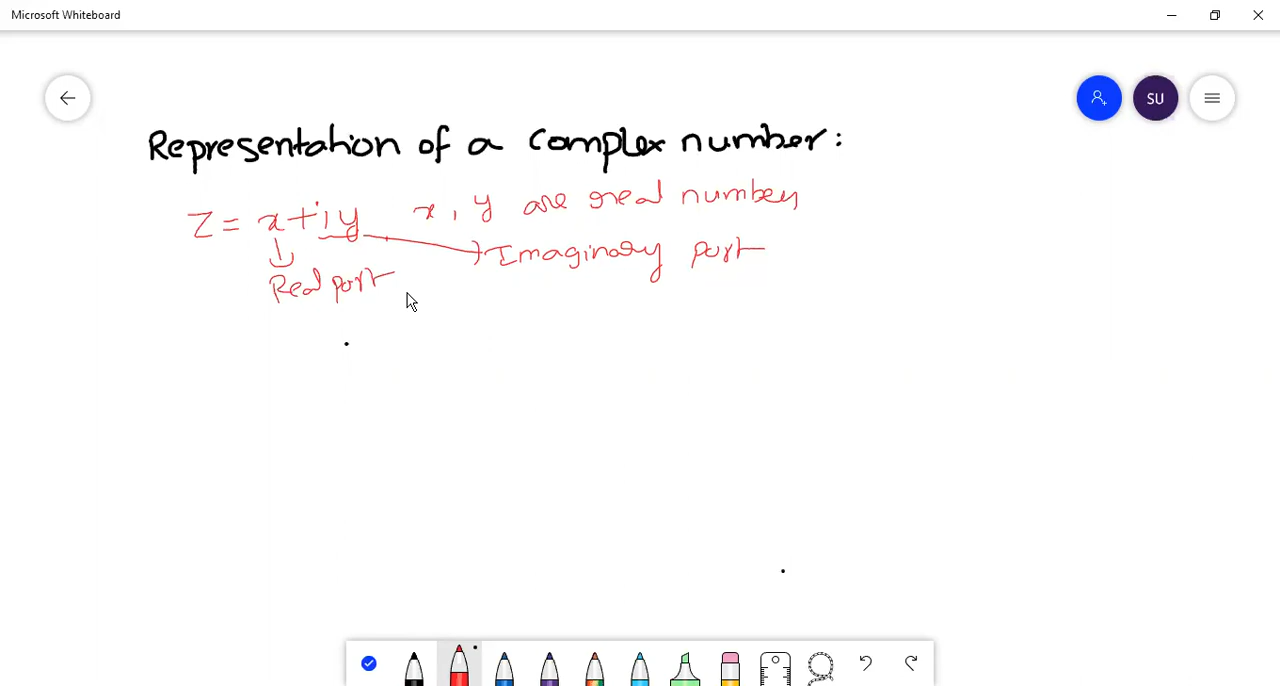 Microsoft Whiteboard
SU
Representation of a complex number:
z = x+iy x, y are real numbers
Imaginary part
Real part